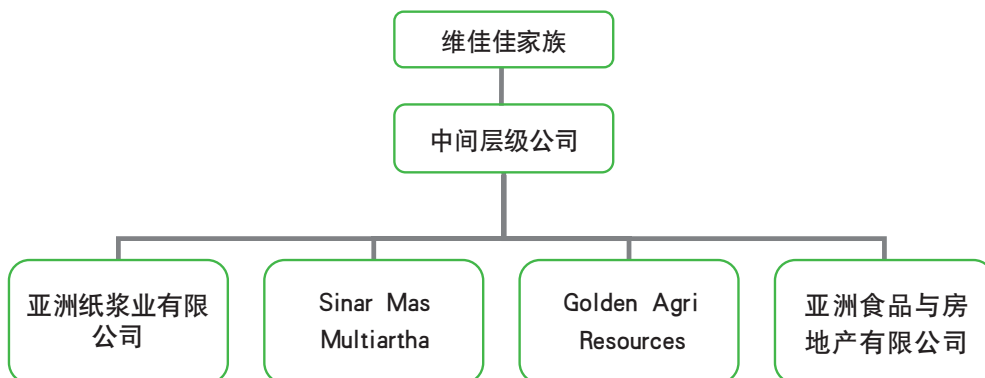 维佳佳家族
中间层级公司
亚洲纸浆业有限
公司
Sinar Mas
Multiartha
Golden Agri
Resources
亚洲食品与房
地产有限公司